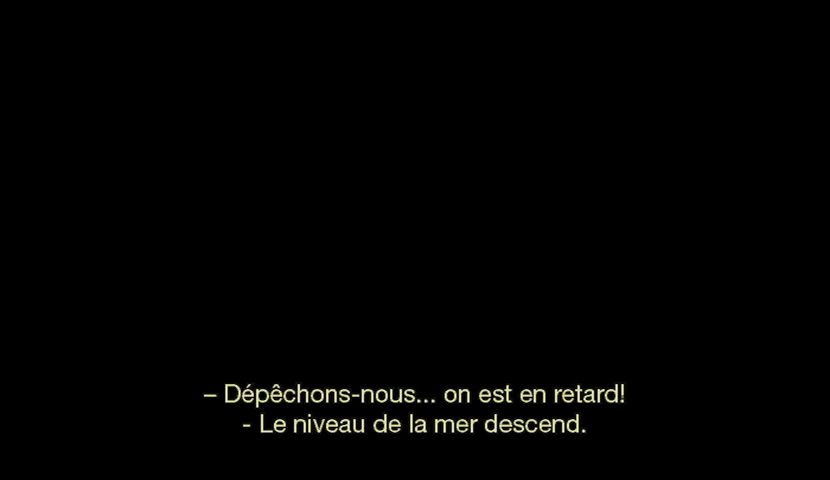 – Dépêchons-nous... on est en retard!
- Le niveau de la mer descend.